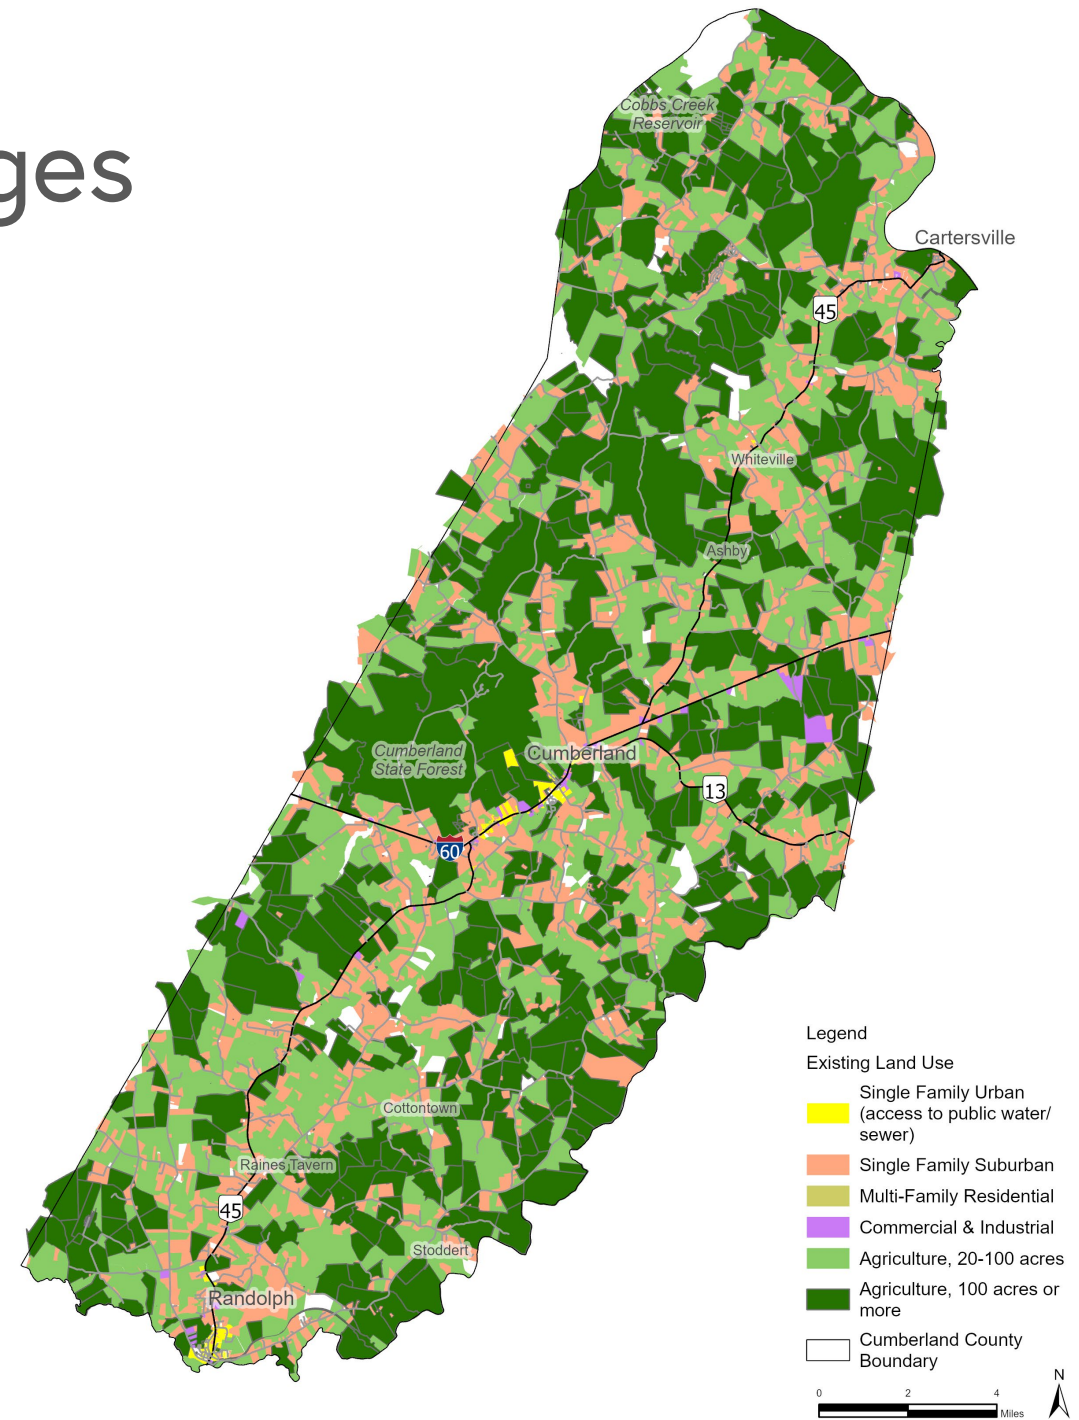 ges
Cobbs Creek
Reservoir
Cartersville
45
Whiteville
Ashby
Cumberland
State Forest
Cumberland
13
60
Cottontown
Raines Tavern
45
Stoddert
Randolph
Legend
Existing Land Use
Single Family Urban
(access to public water/
sewer)
Single Family Suburban
Multi-Family Residential
Commercial & Industrial
Agriculture, 20-100 acres
Agriculture, 100 acres or
more
Cumberland County
Boundary
N
0 2 4
Miles